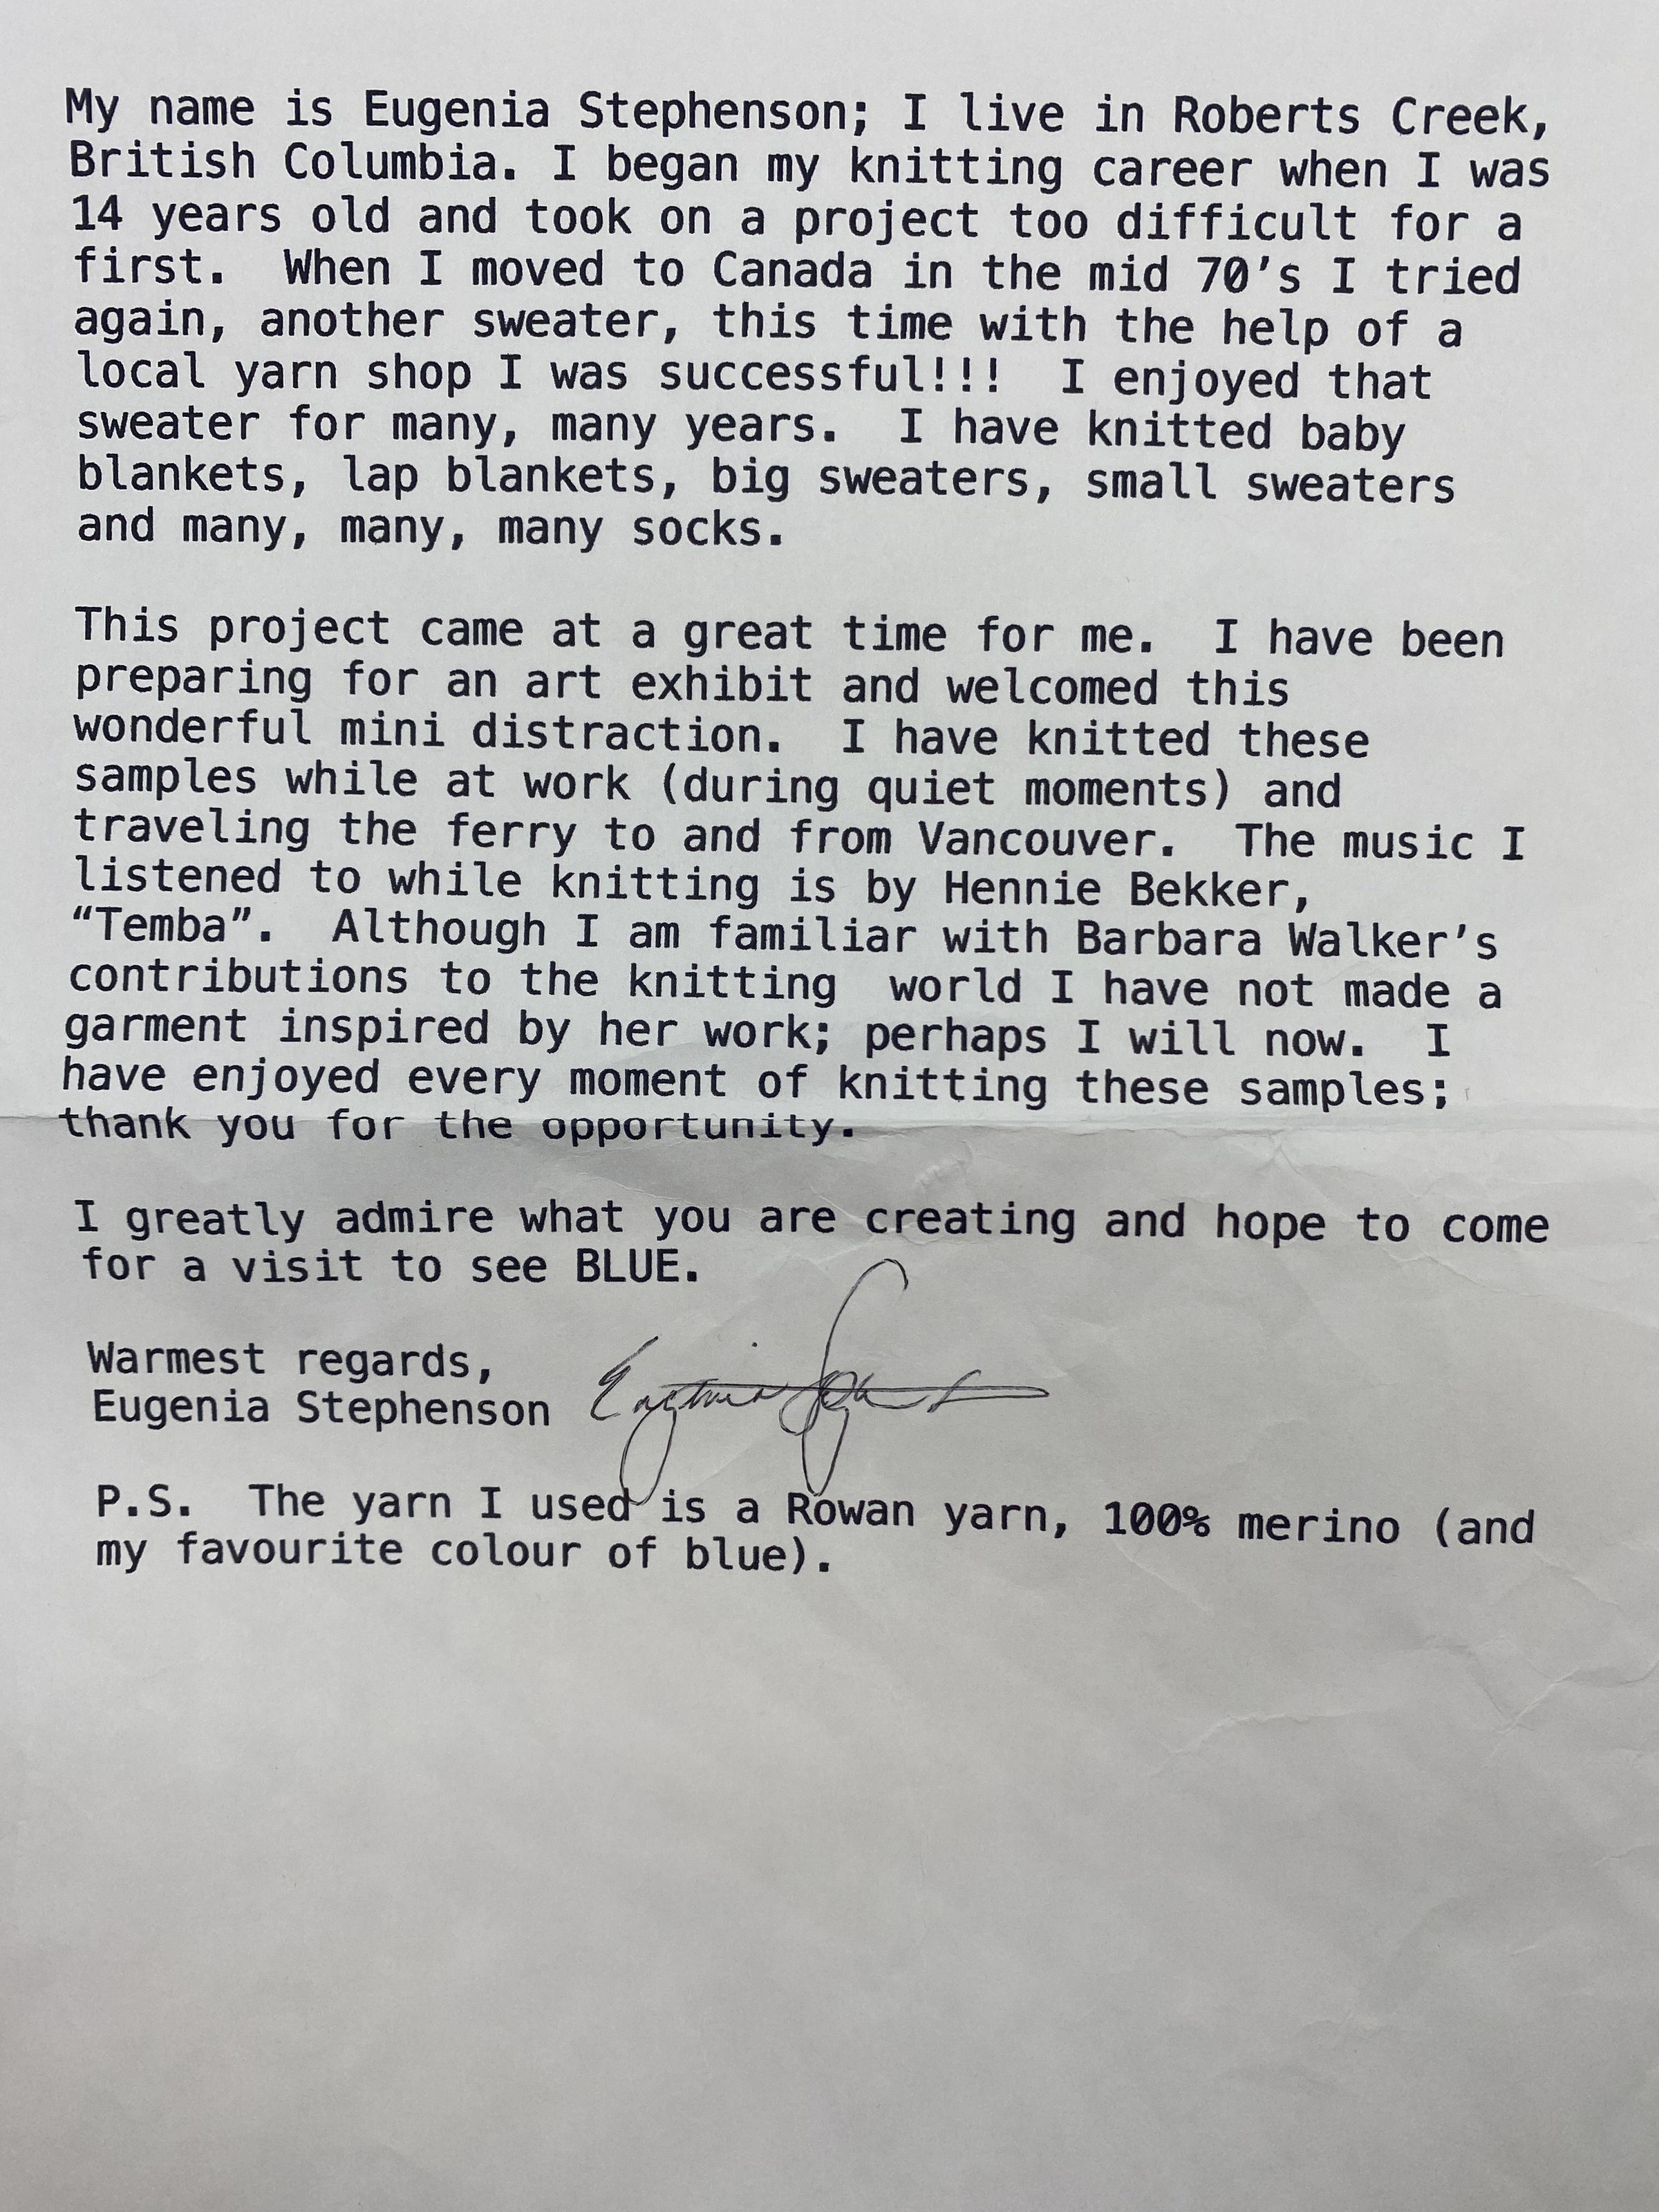 My name is Eugenia Stephenson; I live in Roberts Creek,
British Columbia. I began my knitting career when I was
14 years old and took on a project too difficult for a
first.  When I moved to Canada in the mid 70’s I tried
again, another sweater, this time with the help of a
local yarn shop I was successful!!!  I enjoyed that
sweater for many, many years.  I have knitted baby
blankets, lap blankets, big sweaters, small sweaters
and many, many, many socks.

This project came at a great time for me.  I have been
preparing for an art exhibit and welcomed this
wonderful mini distraction.  I have knitted these
samples while at work (during quiet moments) and
traveling the ferry to and from Vancouver.  The music I
listened to while knitting is by Hennie Bekker,
“Temba”.  Although I am familiar with Barbara Walker’s
contributions to the knitting  world I have not made a
garment inspired by her work; perhaps I will now.  I
have enjoyed every moment of knitting these samples;
thank you for the opportunity.

I greatly admire what you are creating and hope to come
for a visit to see BLUE.

Warmest regards,
Eugenia Stephenson

P.S.  The yarn I used is a Rowan yarn, 100% merino (and
my favourite colour of blue).